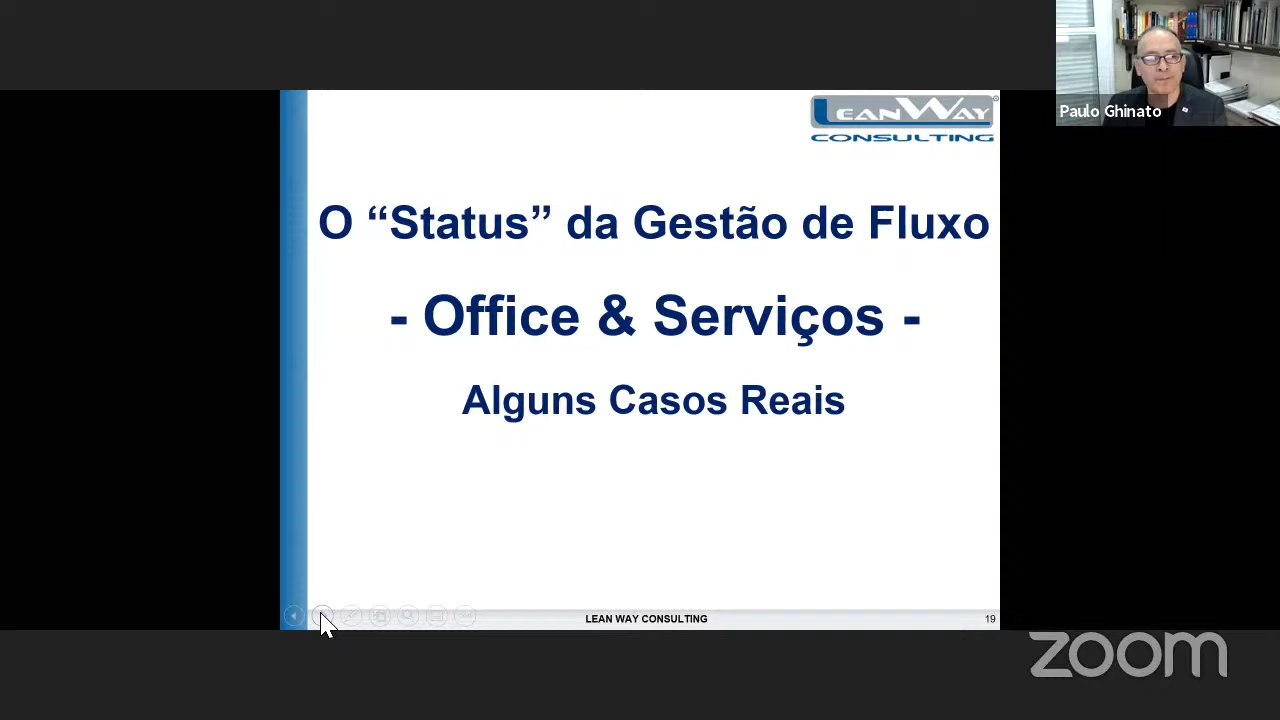 Paulo Ghinato
LEANWAY
CONSULTING
O “Status” da Gestão de Fluxo
- Office & Serviços -
Alguns Casos Reais
LEAN WAY CONSULTING
19
zoom